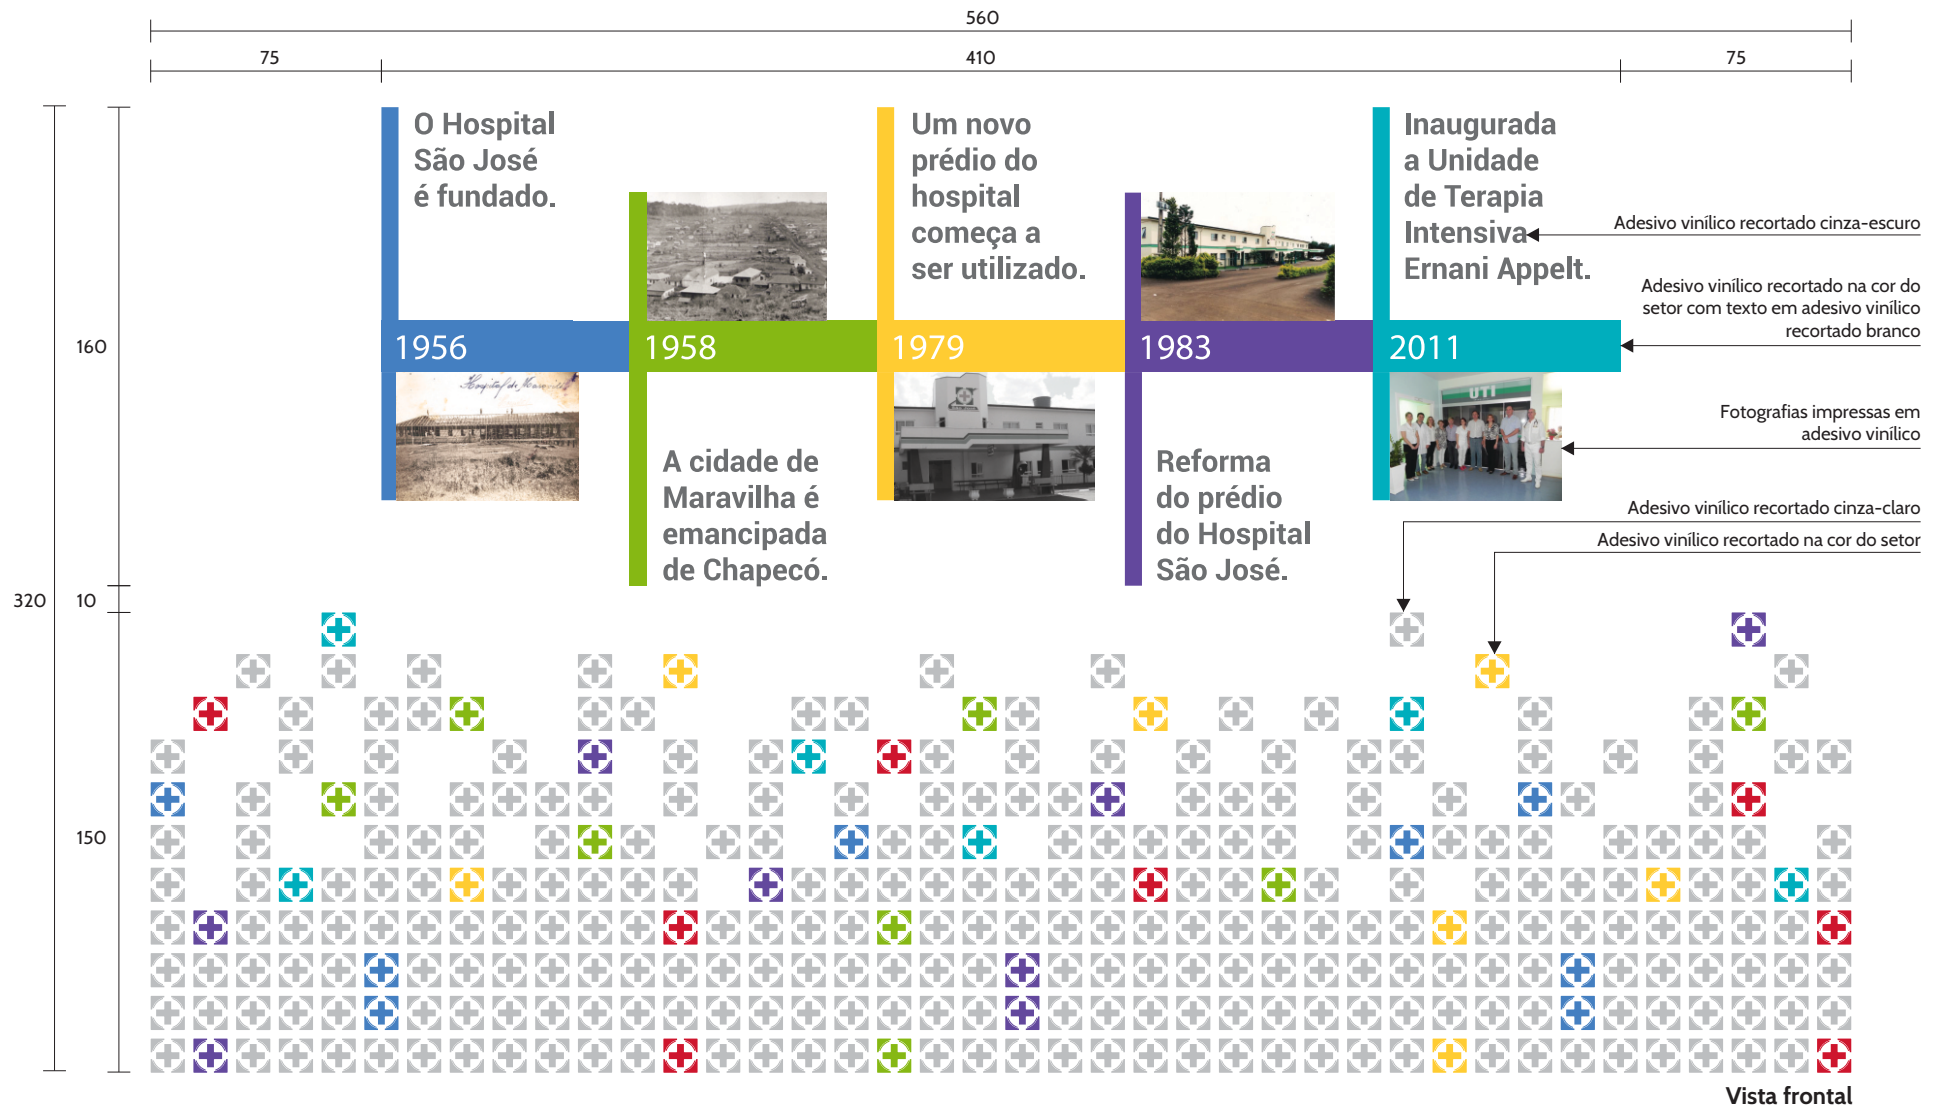 560
75
410
75
O Hospital
São José
é fundado.
Um novo
prédio do
hospital
começa a
ser utilizado.
Inaugurada
a Unidade
de Terapia
Intensiva
Ernani Appelt.
Adesivo vinílico recortado cinza-escuro
Adesivo vinílico recortado na cor do
setor com texto em adesivo vinílico
recortado branco
160
1956
1958
1979
1983
2011
Hospital de Maravilha
UTI
Fotografias impressas em
adesivo vinílico
A cidade de
Maravilha é
emancipada
de Chapecó.
Reforma
do prédio
do Hospital
São José.
Adesivo vinílico recortado cinza-claro
Adesivo vinílico recortado na cor do setor
320
10
150
Vista frontal